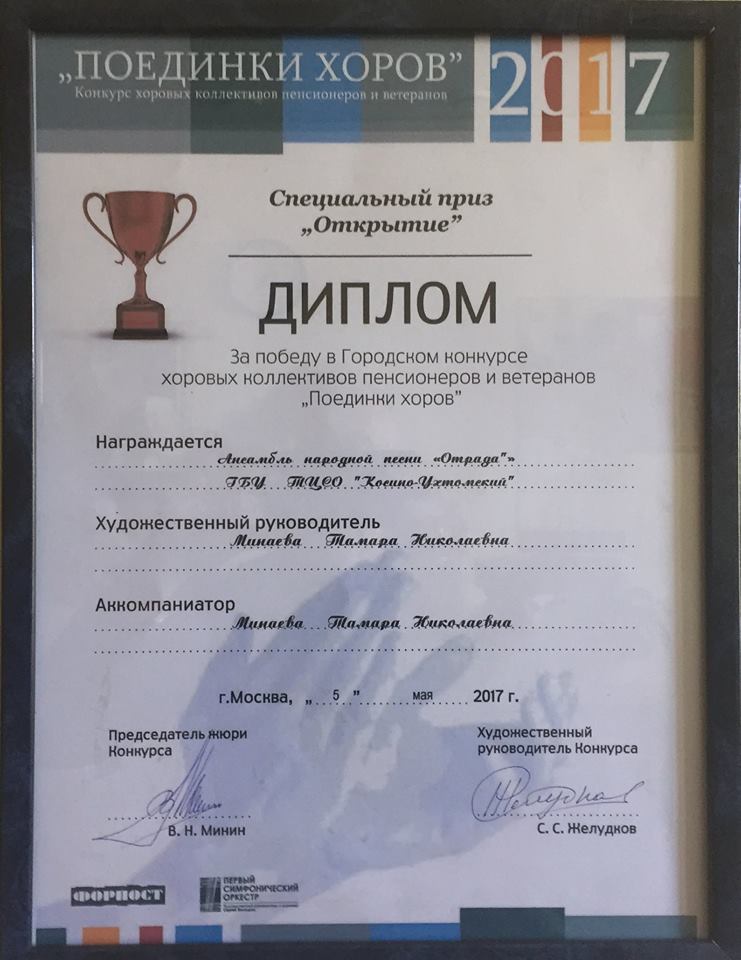 „ПОЕДИНКИ ХОРОВ”
Конкурс хоровых коллективов пенсионеров и ветеранов
2017
Специальный приз
„Открытие”
ДИПЛОМ
За победу в Городском конкурсе
хоровых коллективов пенсионеров и ветеранов
„Поединки хоров”
Награждается
Ансамбль народной песни «Отрада"»
ГБУ ТЦСО "Косино-Ухтомский"
Художественный руководитель
Минаева Тамара Николаевна
Аккомпаниатор
Минаева Тамара Николаевна
г.Москва, „ 5 ” мая 2017 г.
Председатель жюри
Конкурса
В. Н. Минин
Художественный
руководитель Конкурса
С. С. Желудков
ФОРПОСТ
ПЕРВЫЙ
СИМФОНИЧЕСКИЙ
ОРКЕСТР